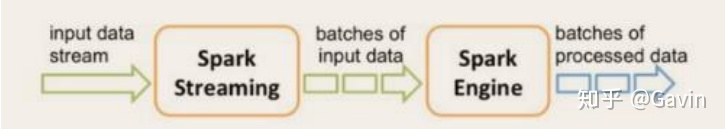 input data
stream
Spark
Streaming
batches of
input data
Spark
Engine
batches of
processed data
知乎 @Gavin